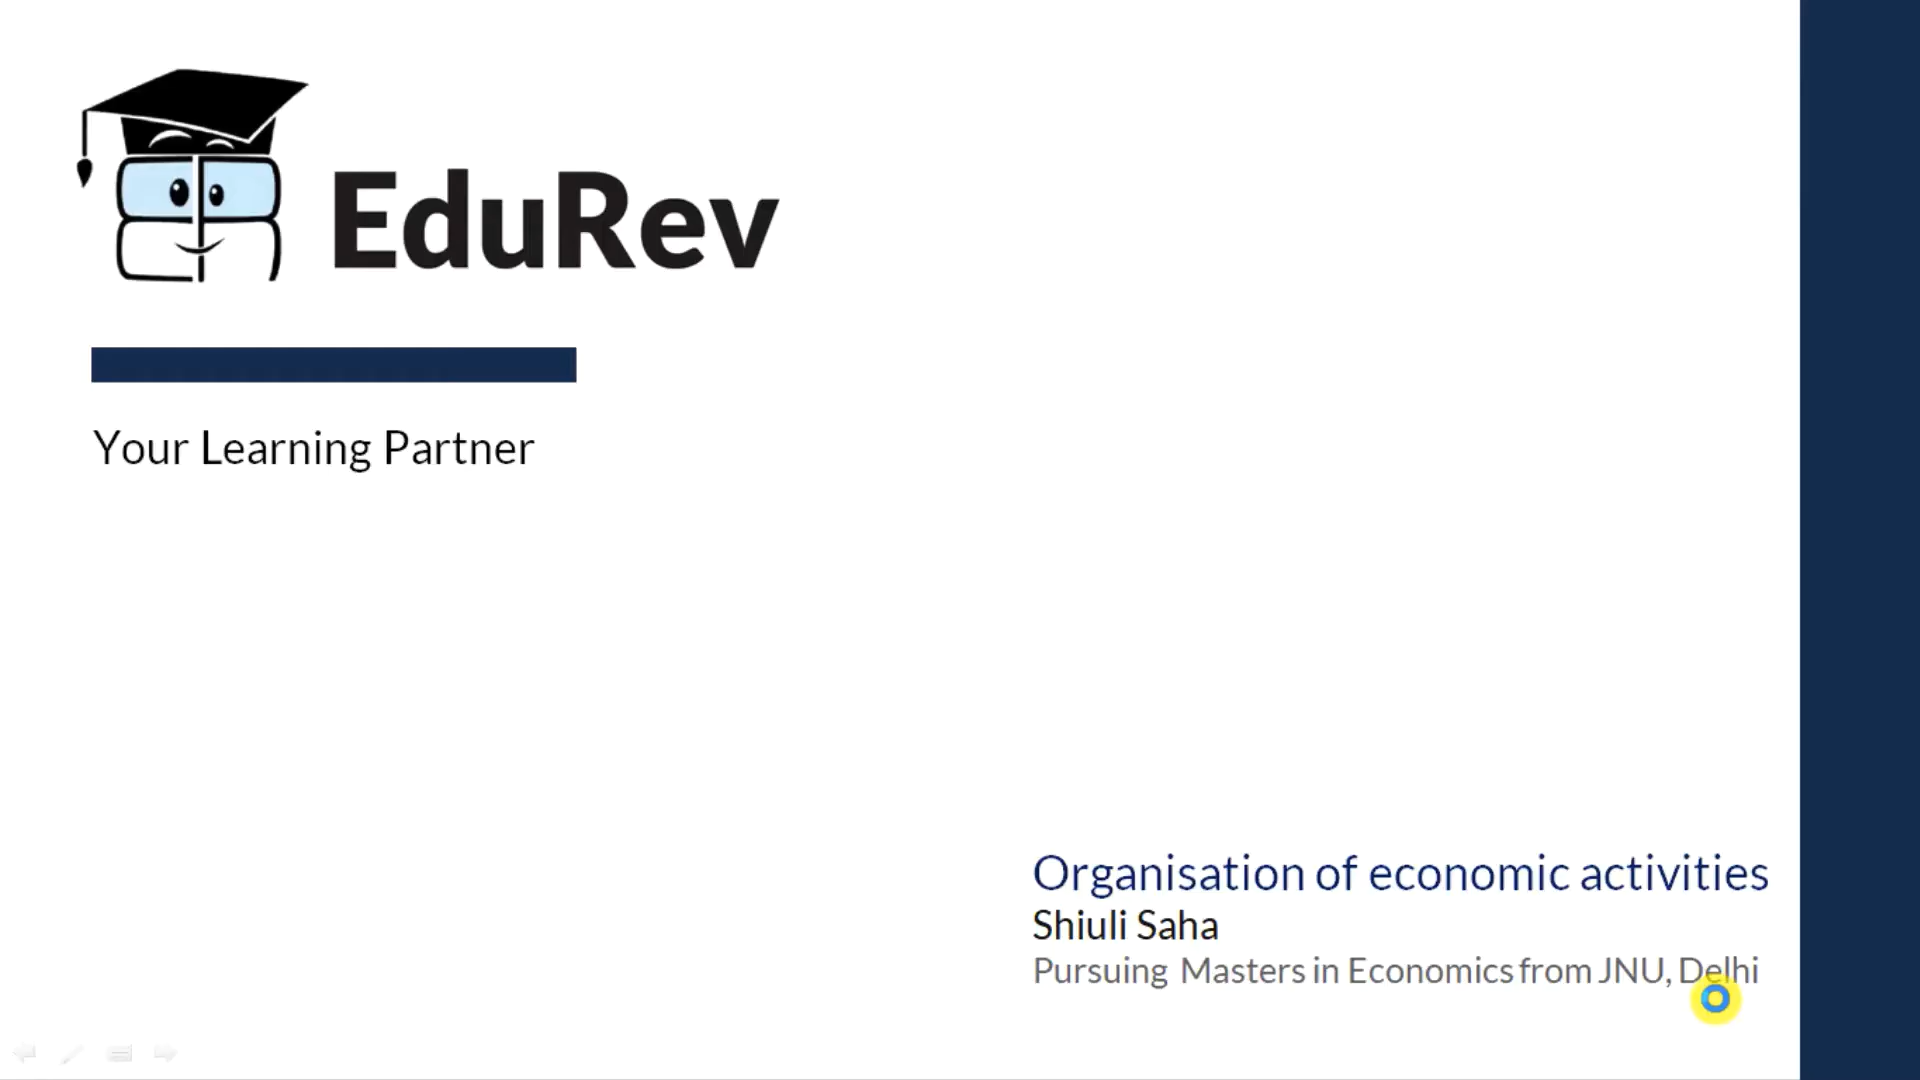 EduRev
Your Learning Partner
Organisation of economic activities
Shiuli Saha
Pursuing Masters in Economics from JNU, Delhi